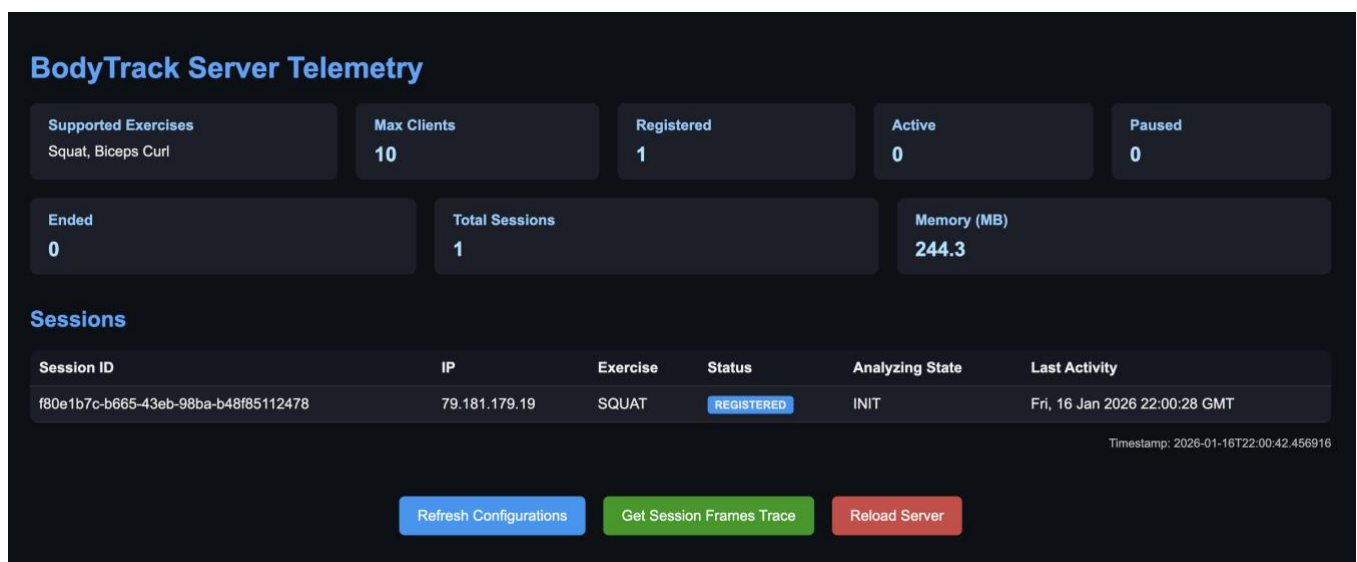 BodyTrack Server Telemetry
Supported Exercises
Squat, Biceps Curl
Max Clients
10
Registered
1
Active
0
Paused
0
Ended
0
Total Sessions
1
Memory (MB)
244.3
Sessions
Session ID IP Exercise Status Analyzing State Last Activity
f80e1b7c-b665-43eb-98ba-b48f85112478 79.181.179.19 SQUAT REGISTERED INIT Fri, 16 Jan 2026 22:00:28 GMT
Timestamp: 2026-01-16T22:00:42.456916
Refresh Configurations Get Session Frames Trace Reload Server